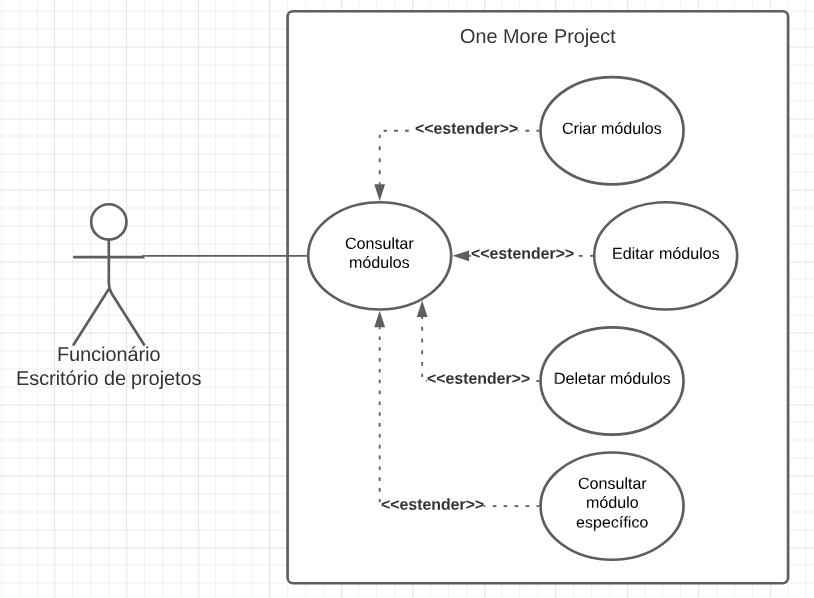 One More Project
<<estender>>
Criar módulos
Consultar
módulos
<<estender>>
Editar módulos
Funcionário
Escritório de projetos
<<estender>>
Deletar módulos
<<estender>>
Consultar
módulo
específico